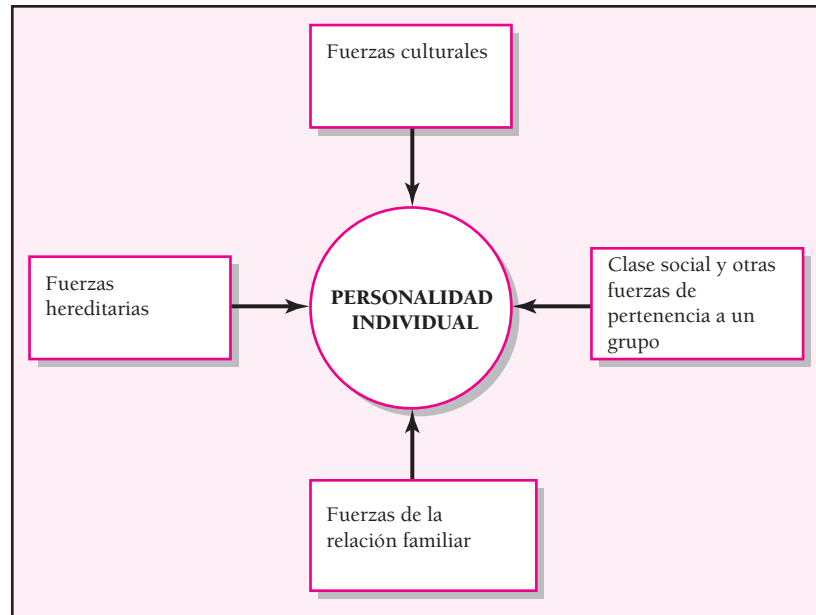 Fuerzas culturales
Fuerzas
hereditarias
PERSONALIDAD
INDIVIDUAL
Clase social y otras
fuerzas de
pertenencia a un
grupo
Fuerzas de la
relación familiar